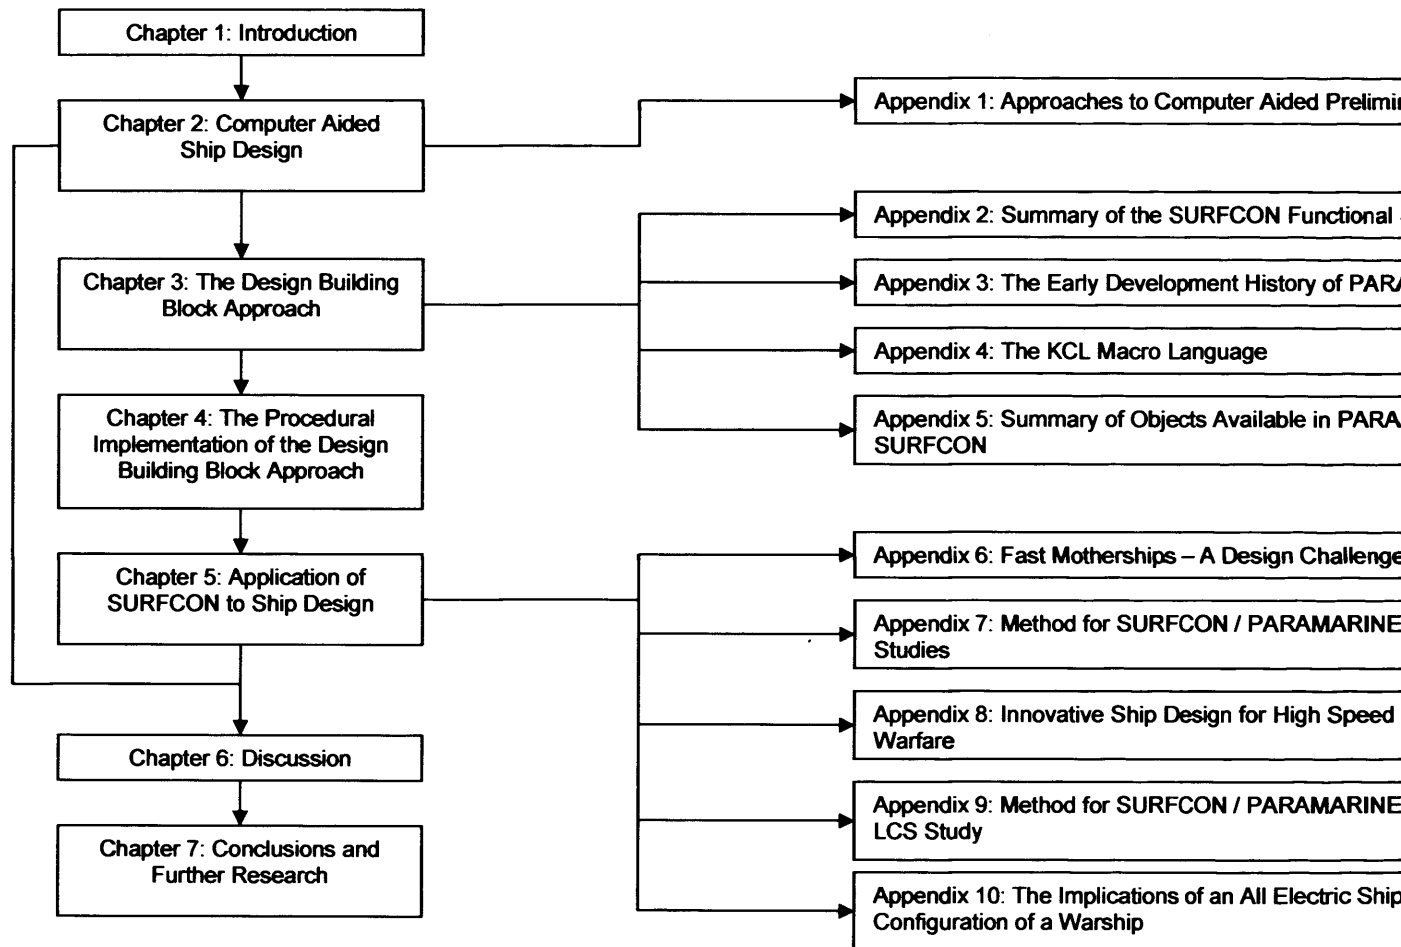 Chapter 1: Introduction
Chapter 2: Computer Aided
Ship Design
Chapter 3: The Design Building
Block Approach
Chapter 4: The Procedural
Implementation of the Design
Building Block Approach
Chapter 5: Application of
SURFCON to Ship Design
Chapter 6: Discussion
Chapter 7: Conclusions and
Further Research
Appendix 1: Approaches to Computer Aided
Appendix 2: Summary of the SURFCON Functional
Appendix 3: The Early Development History of
Appendix 4: The KCL Macro Language
Appendix 5: Summary of Objects Available in
SURFCON
Appendix 6: Fast Motherships – A Design Challenge
Appendix 7: Method for SURFCON / PARAMARINE
Studies
Appendix 8: Innovative Ship Design for High Speed
Warfare
Appendix 9: Method for SURFCON / PARAMARINE
LCS Study
Appendix 10: The Implications of an All Electric Ship
Configuration of a Warship